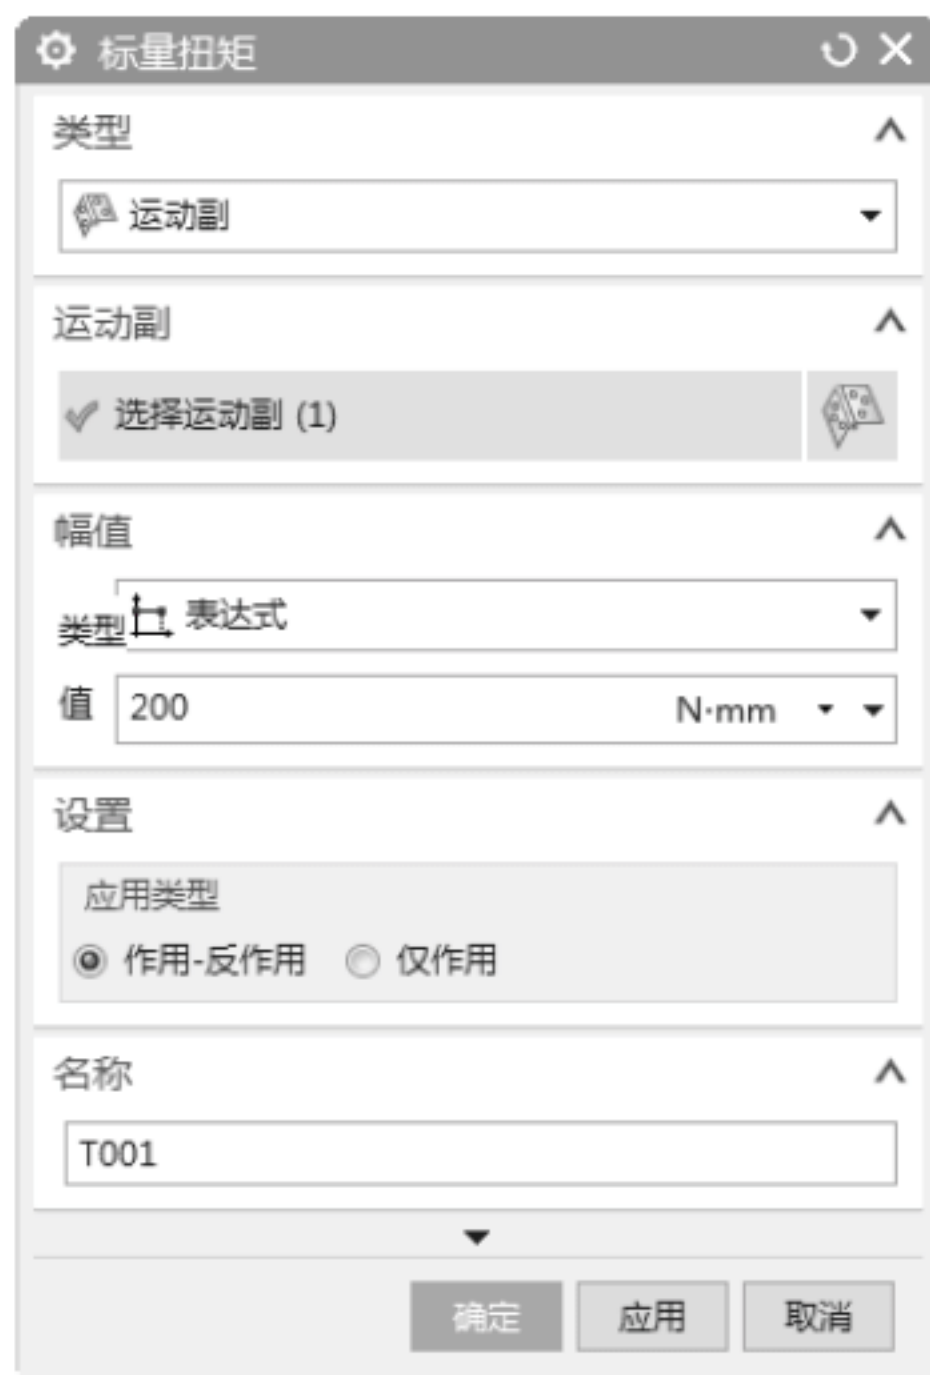 标量扭矩
类型
运动副
运动副
选择运动副 (1)
幅值
类型 表达式
值 200 N·mm
设置
应用类型
作用-反作用 仅作用
名称
T001
确定 应用 取消